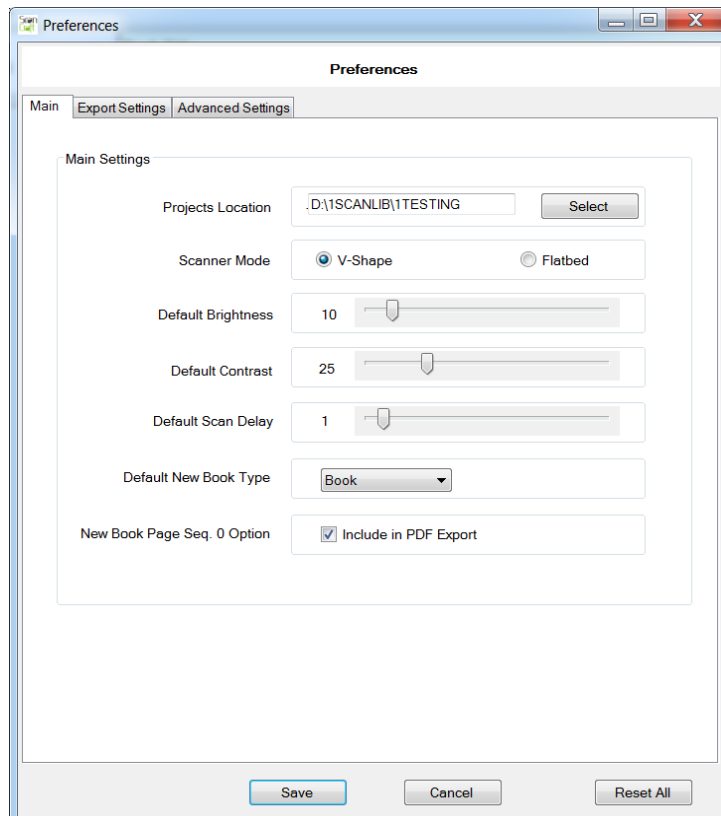 Preferences
Preferences
Main Export Settings Advanced Settings
Main Settings
Projects Location .D:\1SCANLIB\1TESTING Select
Scanner Mode V-Shape Flatbed
Default Brightness 10
Default Contrast 25
Default Scan Delay 1
Default New Book Type Book
New Book Page Seq. 0 Option Include in PDF Export
Save Cancel Reset All